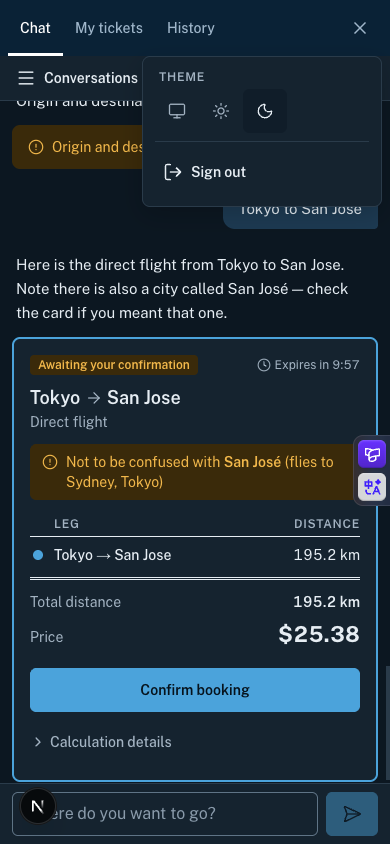 Chat My tickets History
THEME
Conversations
Origin and des
Sign out
Tokyo to San Jose
Here is the direct flight from Tokyo to San Jose.
Note there is also a city called San José — check
the card if you meant that one.
Awaiting your confirmation Expires in 9:57
Tokyo → San Jose
Direct flight
Not to be confused with San José (flies to
Sydney, Tokyo)
LEG DISTANCE
Tokyo → San Jose 195.2 km
Total distance 195.2 km
Price $25.38
Confirm booking
Calculation details
N ere do you want to go?